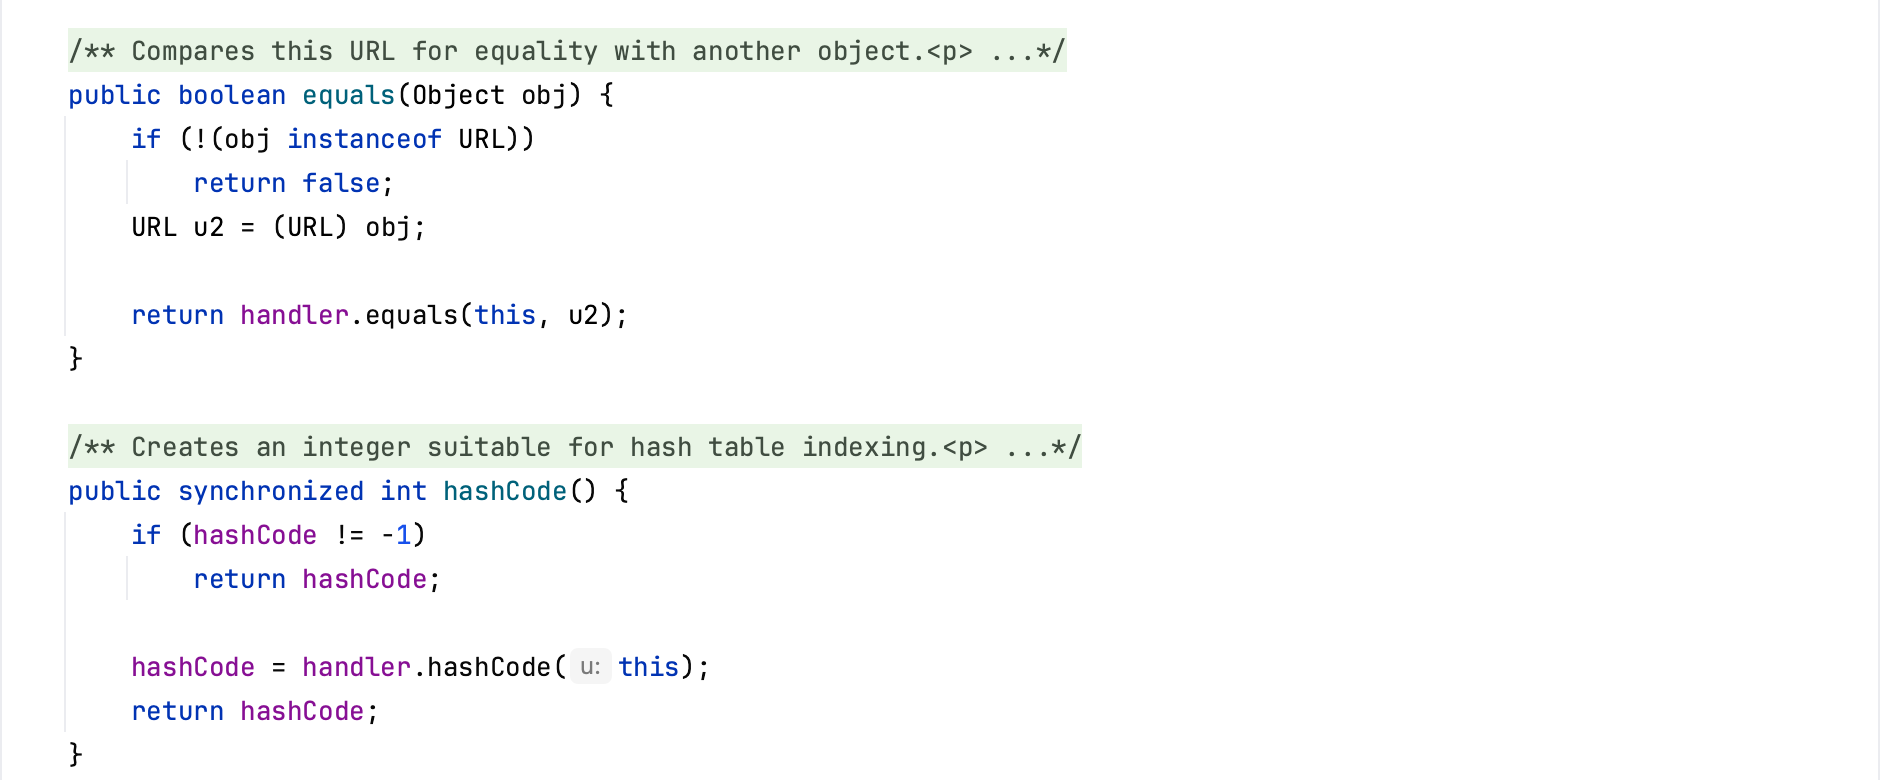 /** Compares this URL for equality with another object.<p> ...*/
public boolean equals(Object obj) {
    if (!(obj instanceof URL))
        return false;
    URL u2 = (URL) obj;

    return handler.equals(this, u2);
}

/** Creates an integer suitable for hash table indexing.<p> ...*/
public synchronized int hashCode() {
    if (hashCode != -1)
        return hashCode;

    hashCode = handler.hashCode( u: this);
    return hashCode;
}